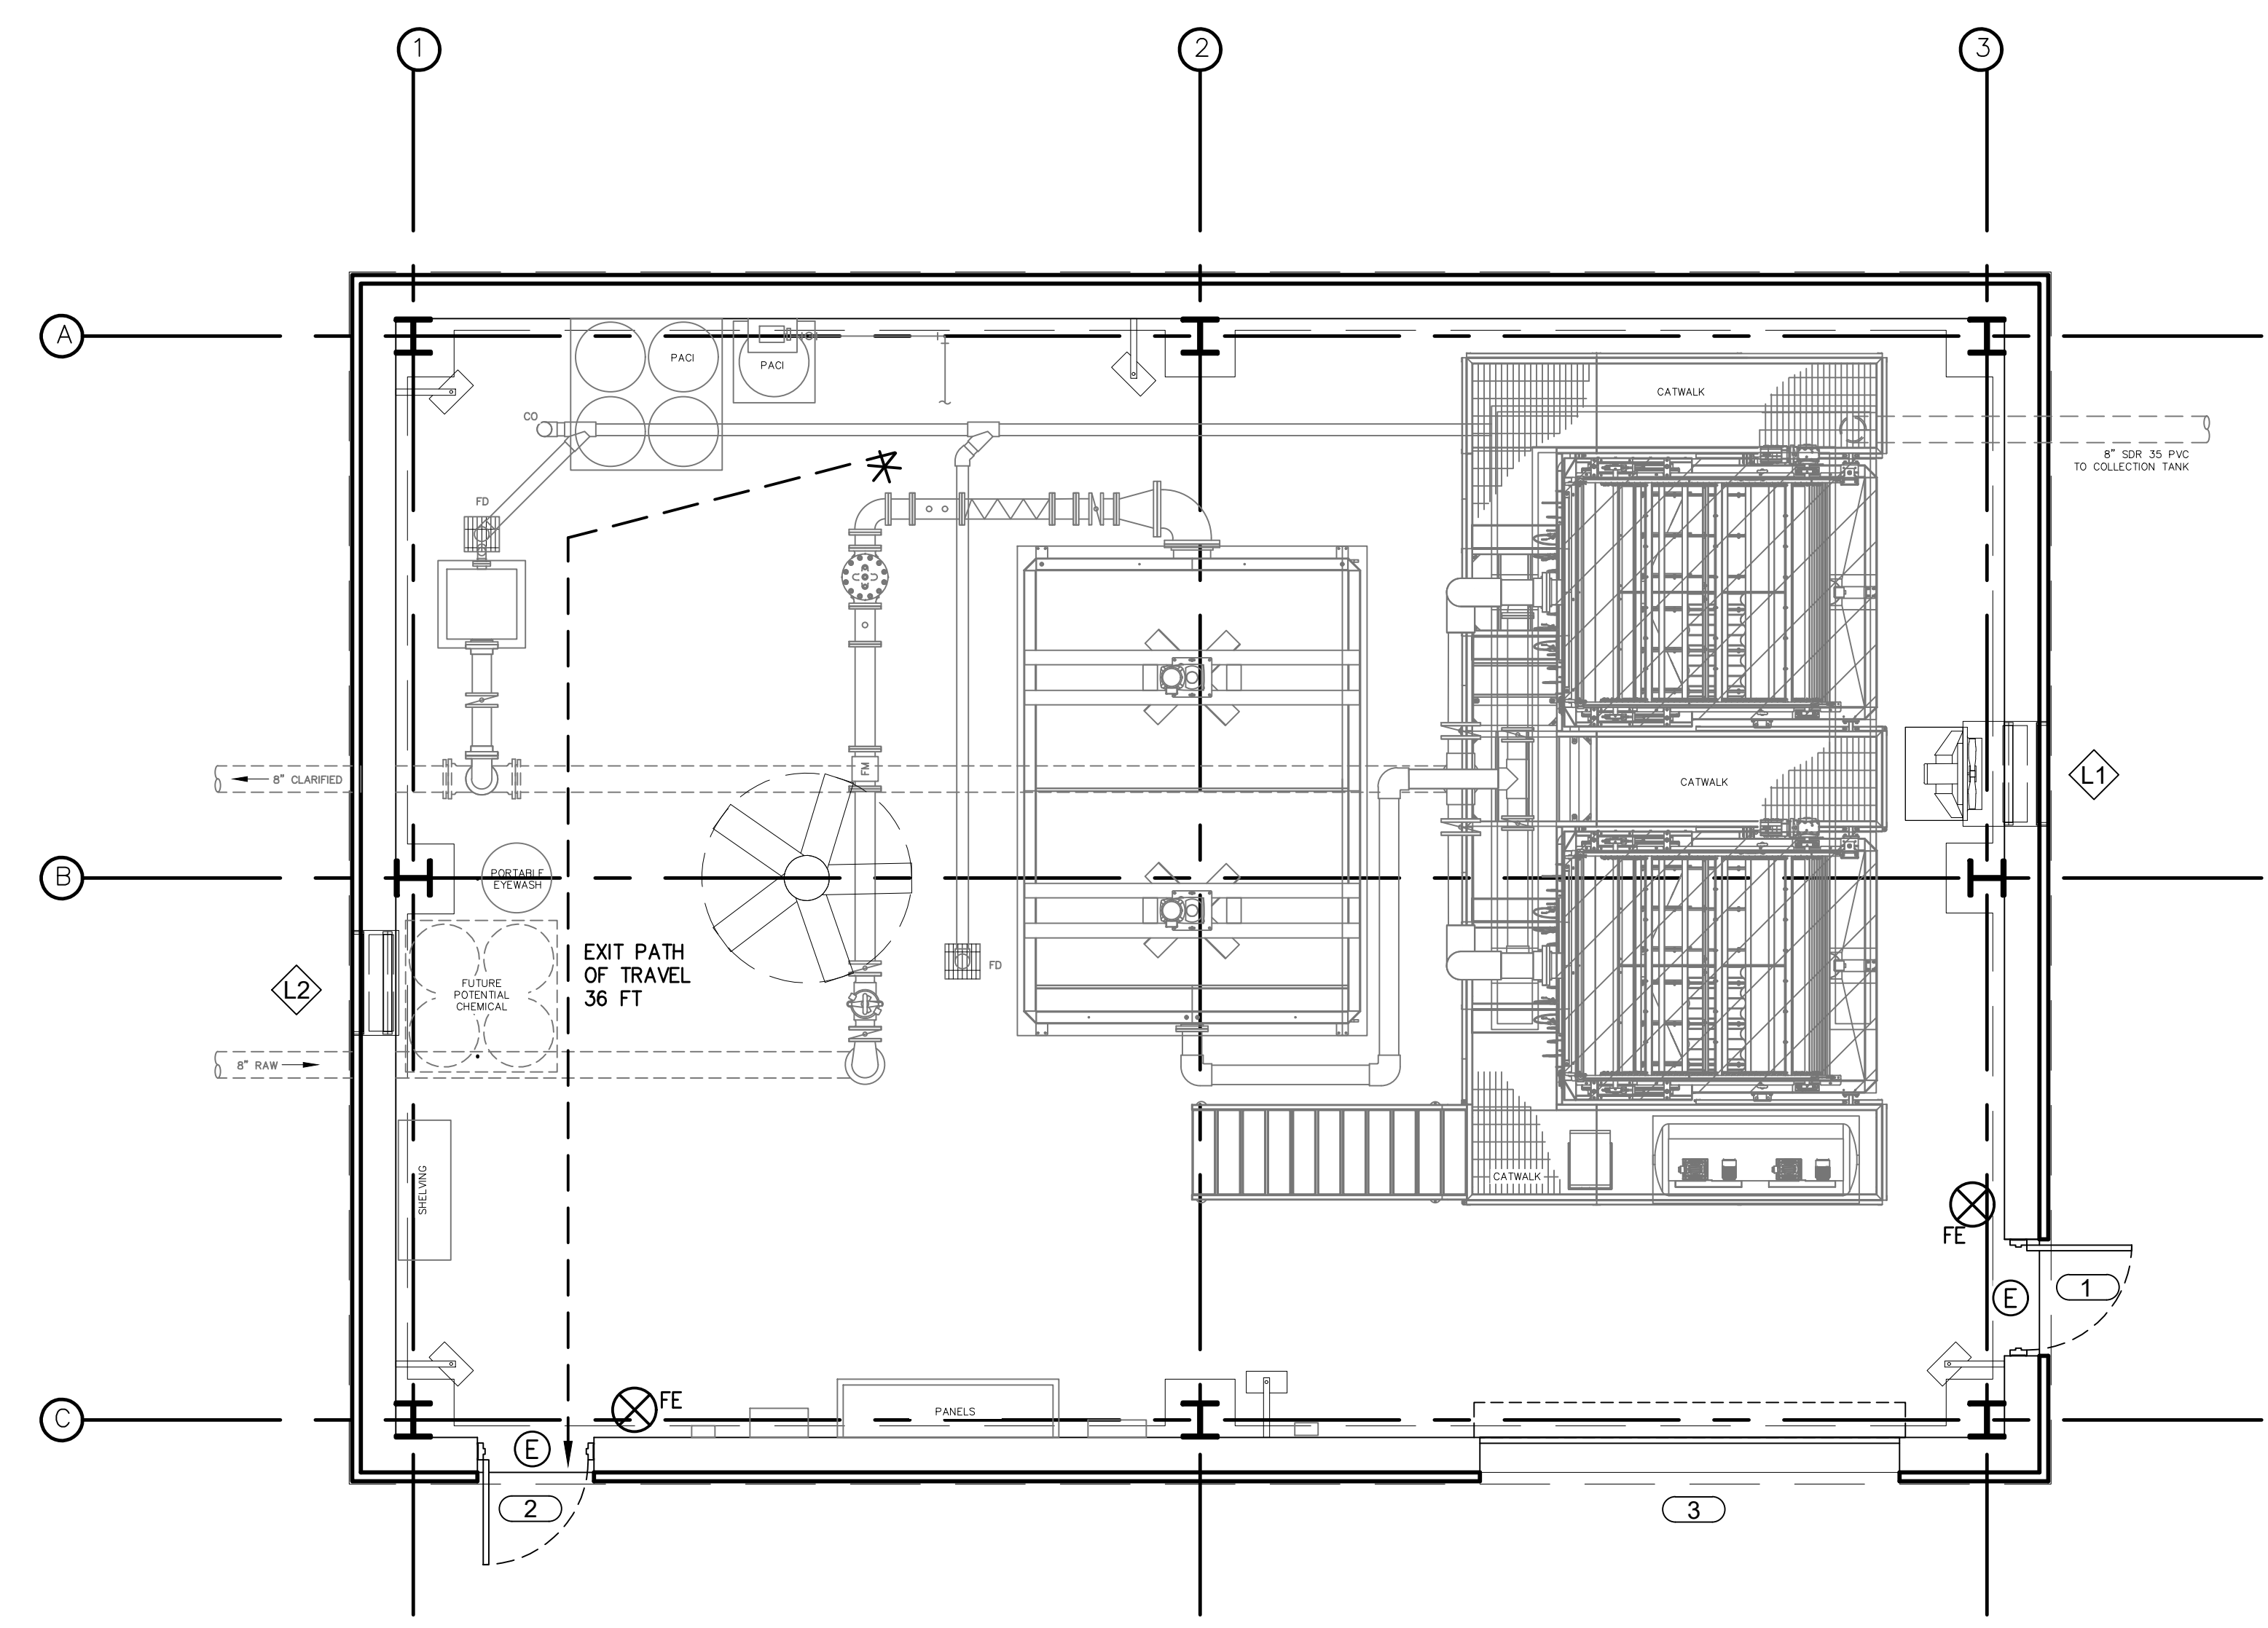 1
2
3
A
PACI
PACI
CATWALK
CO
8" SDR 35 PVC
TO COLLECTION TANK
FD
8" CLARIFIED
FM
CATWALK
L1
B
PORTABLE
EYEWASH
EXIT PATH
OF TRAVEL
36 FT
FD
L2
FUTURE
POTENTIAL
CHEMICAL
8" RAW
SHELVING
CATWALK
FE
E
1
FE
PANELS
C
E
2
3